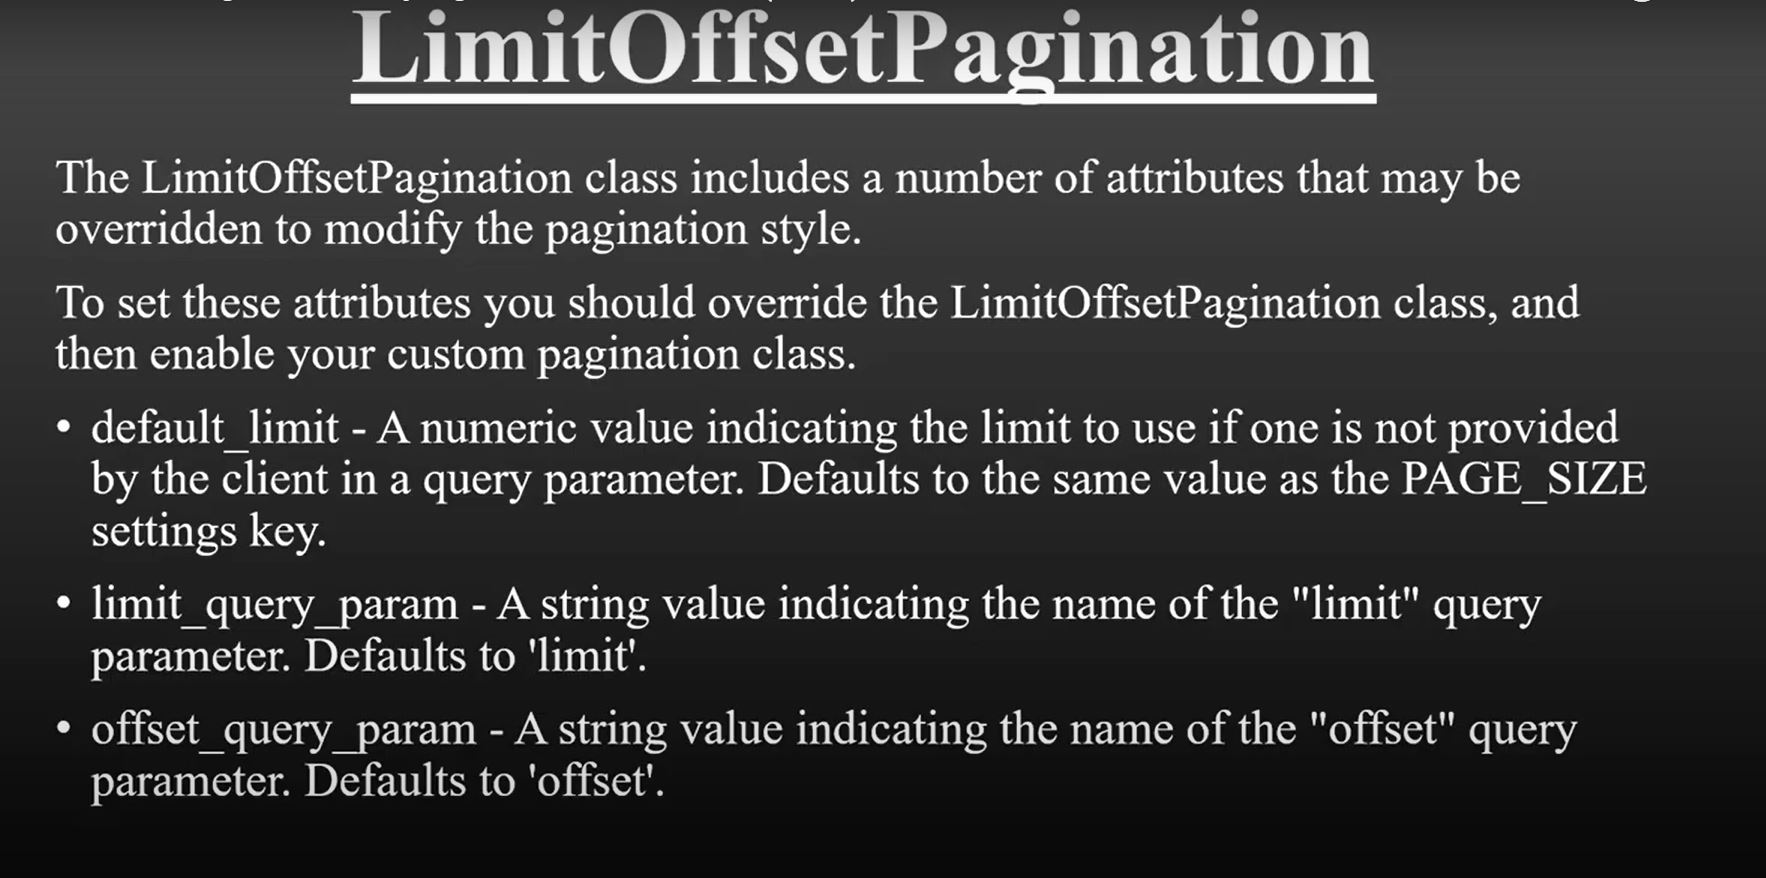 LimitOffsetPagination
The LimitOffsetPagination class includes a number of attributes that may be
overridden to modify the pagination style.
To set these attributes you should override the LimitOffsetPagination class, and
then enable your custom pagination class.
• default_limit - A numeric value indicating the limit to use if one is not provided
by the client in a query parameter. Defaults to the same value as the PAGE_SIZE
settings key.
• limit_query_param - A string value indicating the name of the "limit" query
parameter. Defaults to 'limit'.
• offset_query_param - A string value indicating the name of the "offset" query
parameter. Defaults to 'offset'.